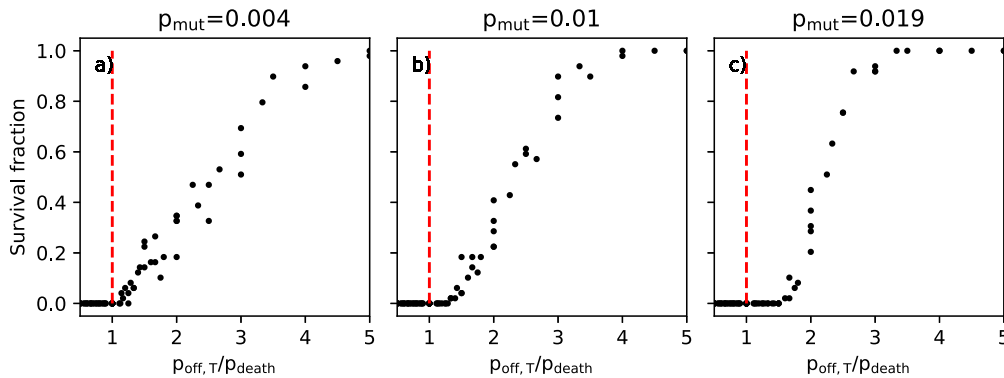 p_mut=0.004
p_mut=0.01
p_mut=0.019
a)
b)
c)
Survival fraction
1.0
0.8
0.6
0.4
0.2
0.0
1 2 3 4 5
1 2 3 4 5
1 2 3 4 5
p_off, T/p_death
p_off, T/p_death
p_off, T/p_death